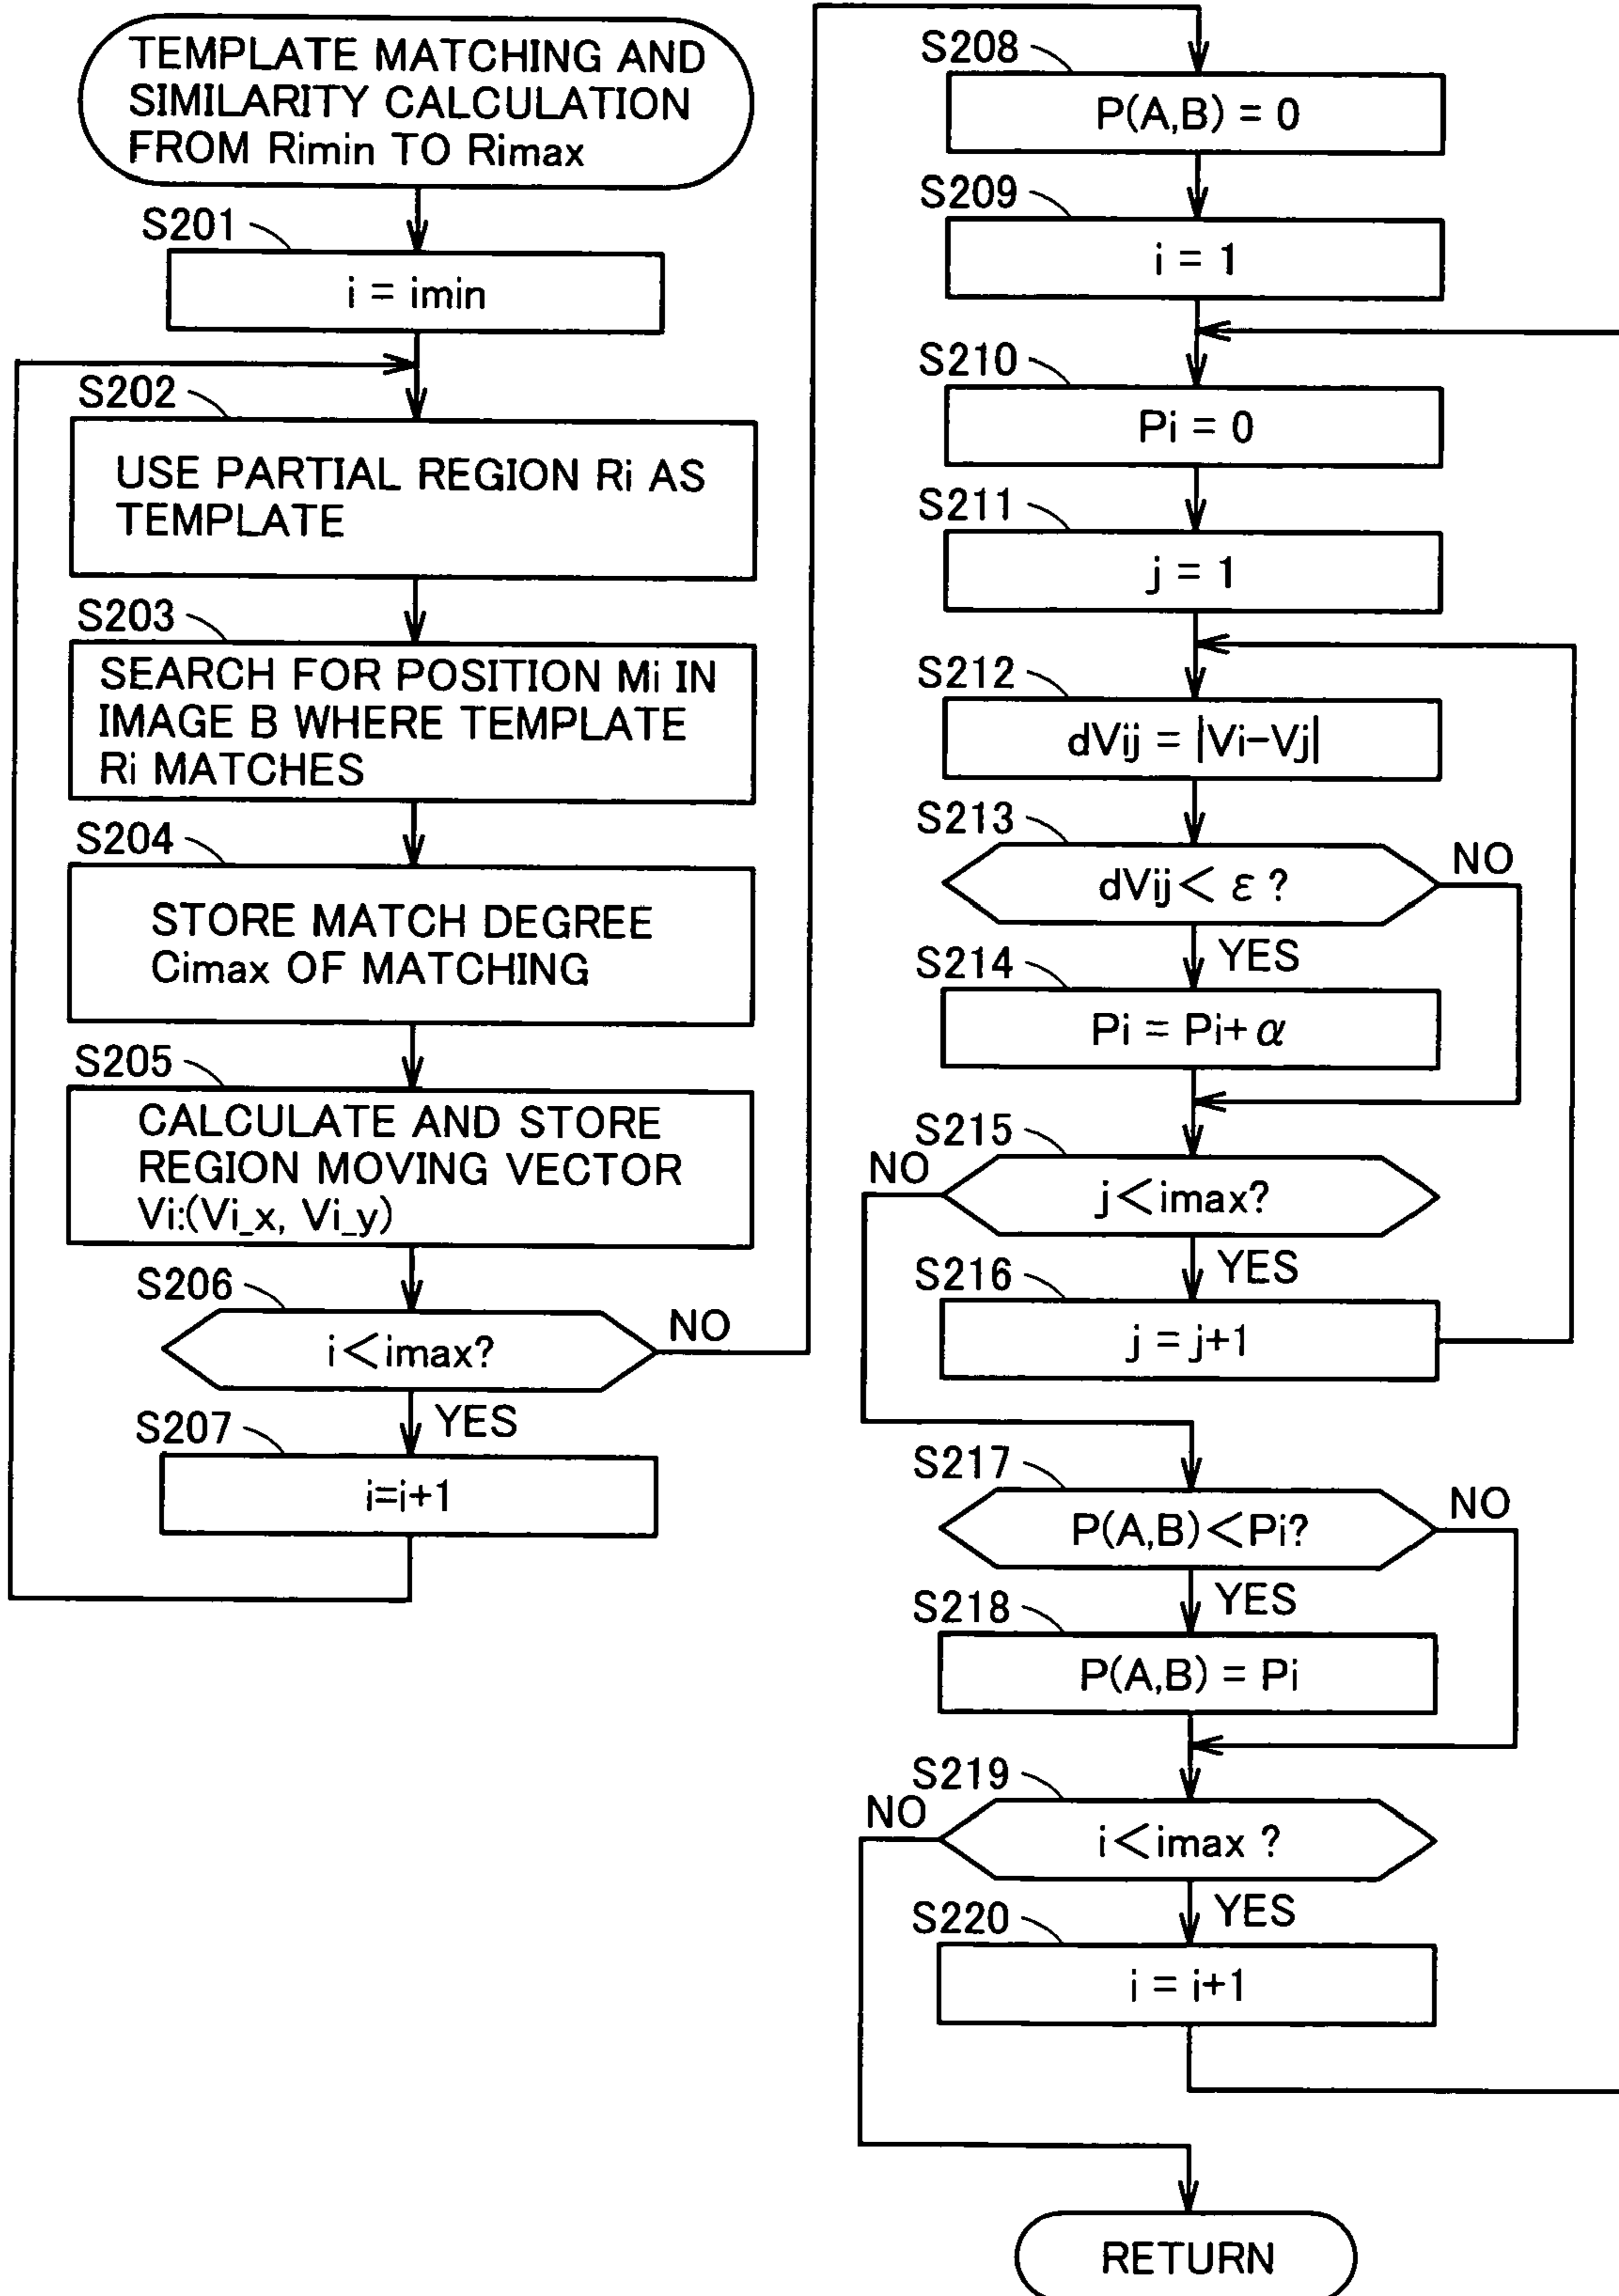 TEMPLATE MATCHING AND
SIMILARITY CALCULATION
FROM Rimin TO Rimax
S201
i = imin
S202
USE PARTIAL REGION Ri AS
TEMPLATE
S203
SEARCH FOR POSITION Mi IN
IMAGE B WHERE TEMPLATE
Ri MATCHES
S204
STORE MATCH DEGREE
Cimax OF MATCHING
S205
CALCULATE AND STORE
REGION MOVING VECTOR
Vi:(Vi_x, Vi_y)
S206
i<imax?
NO
YES
S207
i=i+1
S208
P(A,B) = 0
S209
i = 1
S210
Pi = 0
S211
j = 1
S212
dVij = |Vi-Vj|
S213
dVij< ε ?
NO
YES
S214
Pi = Pi+α
S215
NO
j<imax?
YES
S216
j = j+1
S217
P(A,B)<Pi?
NO
YES
S218
P(A,B) = Pi
S219
NO
i<imax ?
YES
S220
i = i+1
RETURN